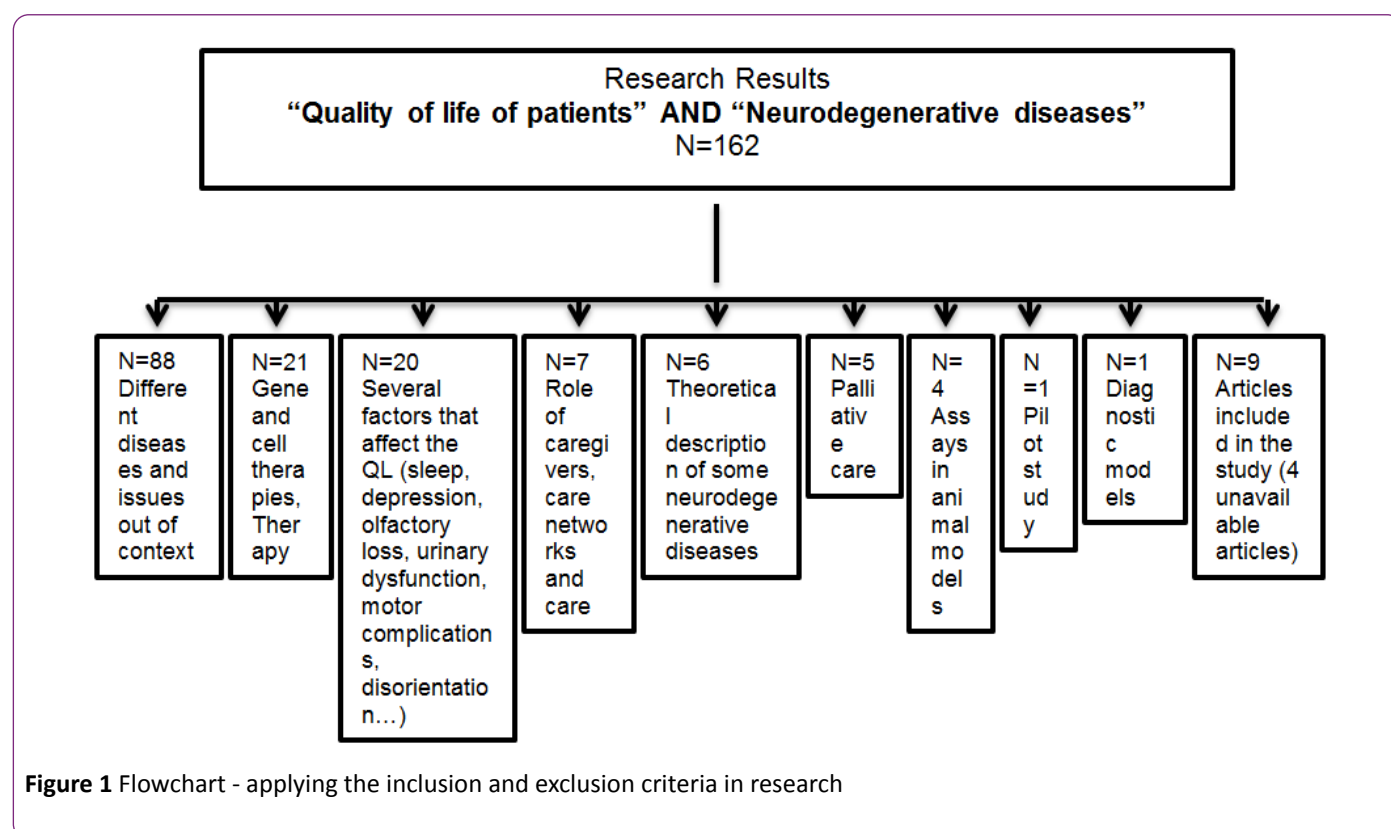 Research Results
“Quality of life of patients” AND “Neurodegenerative diseases”
N=162
N=88
Differe
nt
diseas
es and
issues
out of
context
N=21
Gene
and
cell
thera
pies,
Ther
apy
N=20
Several
factors that
affect the
QL (sleep,
depression,
olfactory
loss, urinary
dysfunction,
motor
complication
s,
disorientatio
n...)
N=7
Role
of
caregi
vers,
care
netwo
rks
and
care
N=6
Theoretica
l
descriptio
n of some
neurodege
nerative
diseases
N=5
Palli
ativ
e
care
N=
4
Ass
ays
in
ani
mal
mo
del
s
N
=1
Pil
ot
stu
dy
N=1
Diag
nosti
c
mod
els
N=9
Articles
include
d in the
study (4
unavail
able
articles)
Figure 1 Flowchart - applying the inclusion and exclusion criteria in research